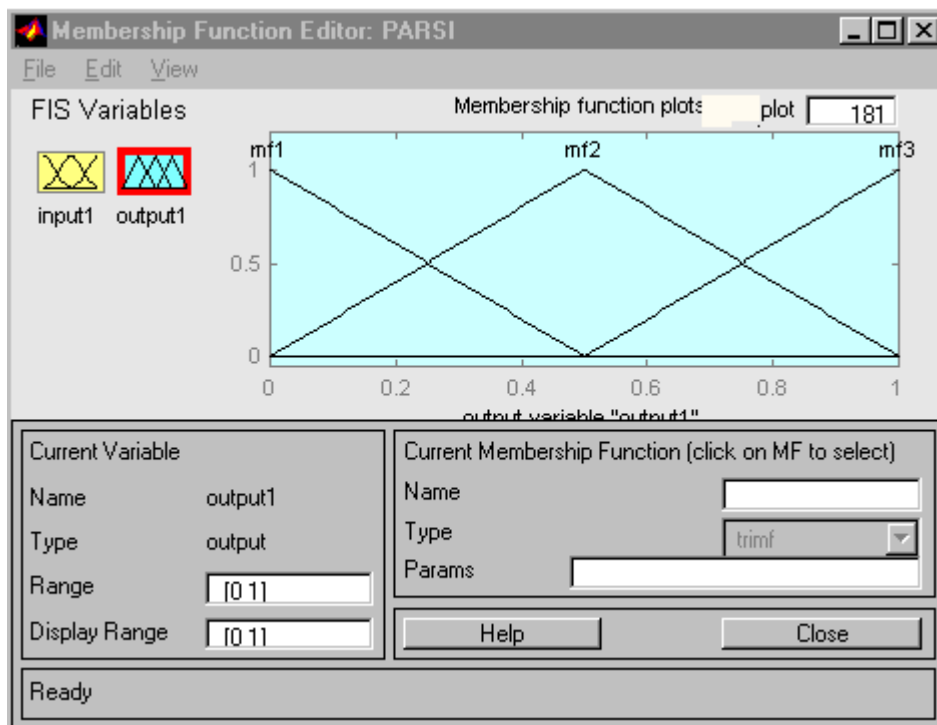 Membership Function Editor: PARSI
File Edit View
FIS Variables
Membership function plots plot 181
input1 output1
mf1 mf2 mf3
1
0.5
0
0 0.2 0.4 0.6 0.8 1
output variable "output1"
Current Variable
Name output1
Type output
Range [0 1]
Display Range [0 1]
Current Membership Function (click on MF to select)
Name
Type trimf
Params
Help Close
Ready